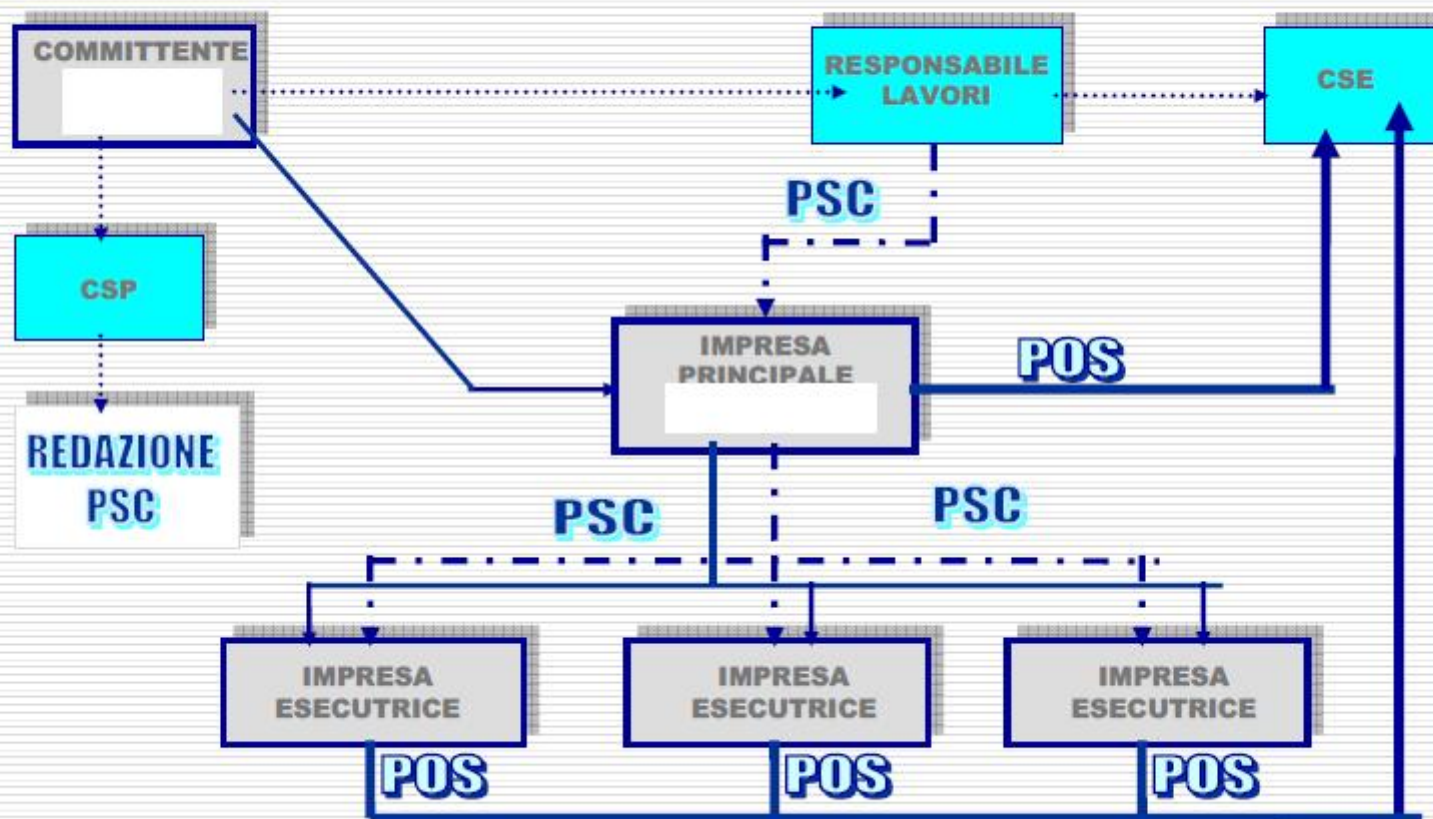 COMMITTENTE
RESPONSABILE
LAVORI
CSE
PSC
CSP
IMPRESA
PRINCIPALE
POS
REDAZIONE
PSC
PSC
PSC
IMPRESA
ESECUTRICE
IMPRESA
ESECUTRICE
IMPRESA
ESECUTRICE
POS
POS
POS